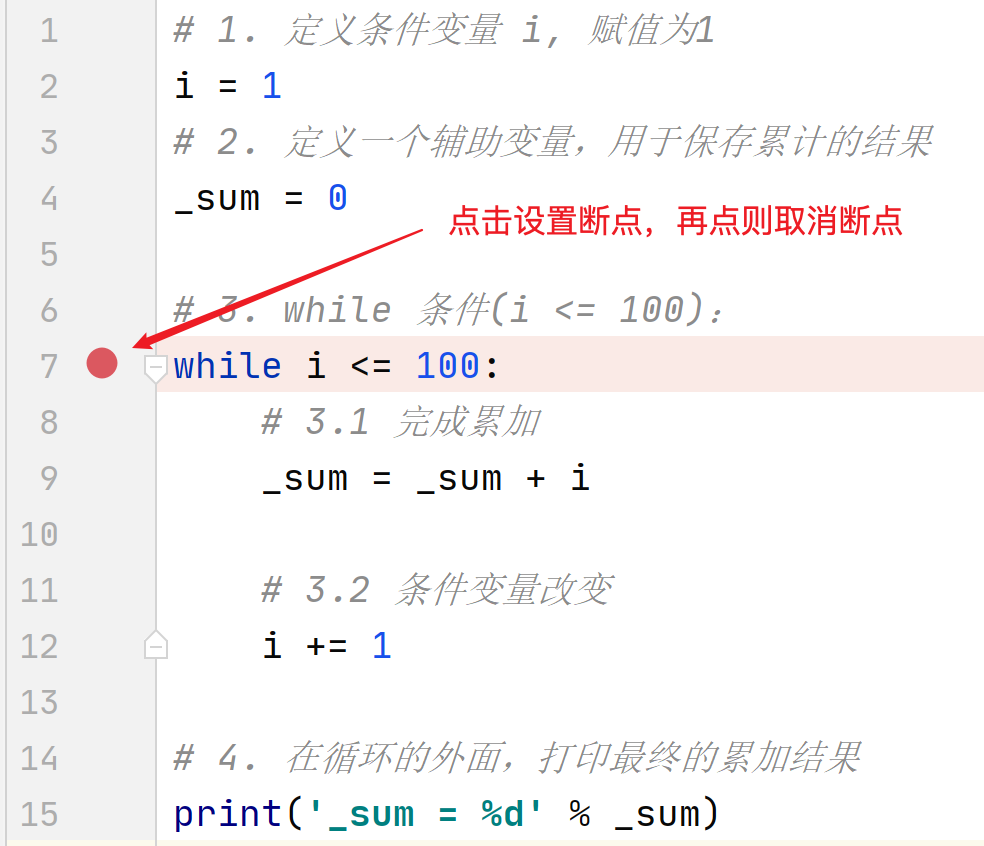 1 # 1. 定义条件变量 i, 赋值为1
2 i = 1
3 # 2. 定义一个辅助变量，用于保存累计的结果
4 _sum = 0
点击设置断点，再点则取消断点
5
6 # 3. while 条件(i <= 100)：
7 while i <= 100:
8 # 3.1 完成累加
9 _sum = _sum + i
10
11 # 3.2 条件变量改变
12 i += 1
13
14 # 4. 在循环的外面，打印最终的累加结果
15 print('_sum = %d' % _sum)